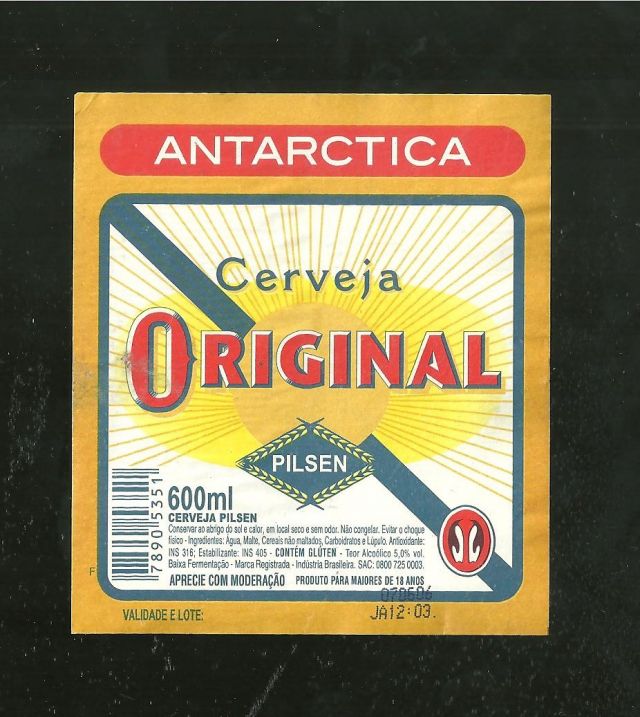 ANTARCTICA
Cerveja
ORIGINAL
PILSEN
600ml
CERVEJA PILSEN
Conservar ao abrigo do sol e calor, em local seco e sem odor. Não congelar. Evitar o choque
físico - Ingredientes: Água, Malte, Cereais não maltados, Carboidratos e Lúpulo. Antioxidante:
INS 316; Estabilizante: INS 405 - CONTÉM GLÚTEN - Teor Alcoólico 5,0% vol.
Baixa Fermentação - Marca Registrada - Indústria Brasileira. SAC: 0800 725 0003.
APRECIE COM MODERAÇÃO PRODUTO PARA MAIORES DE 18 ANOS
7890 5351
F
VALIDADE E LOTE:
070606
JA12:03.